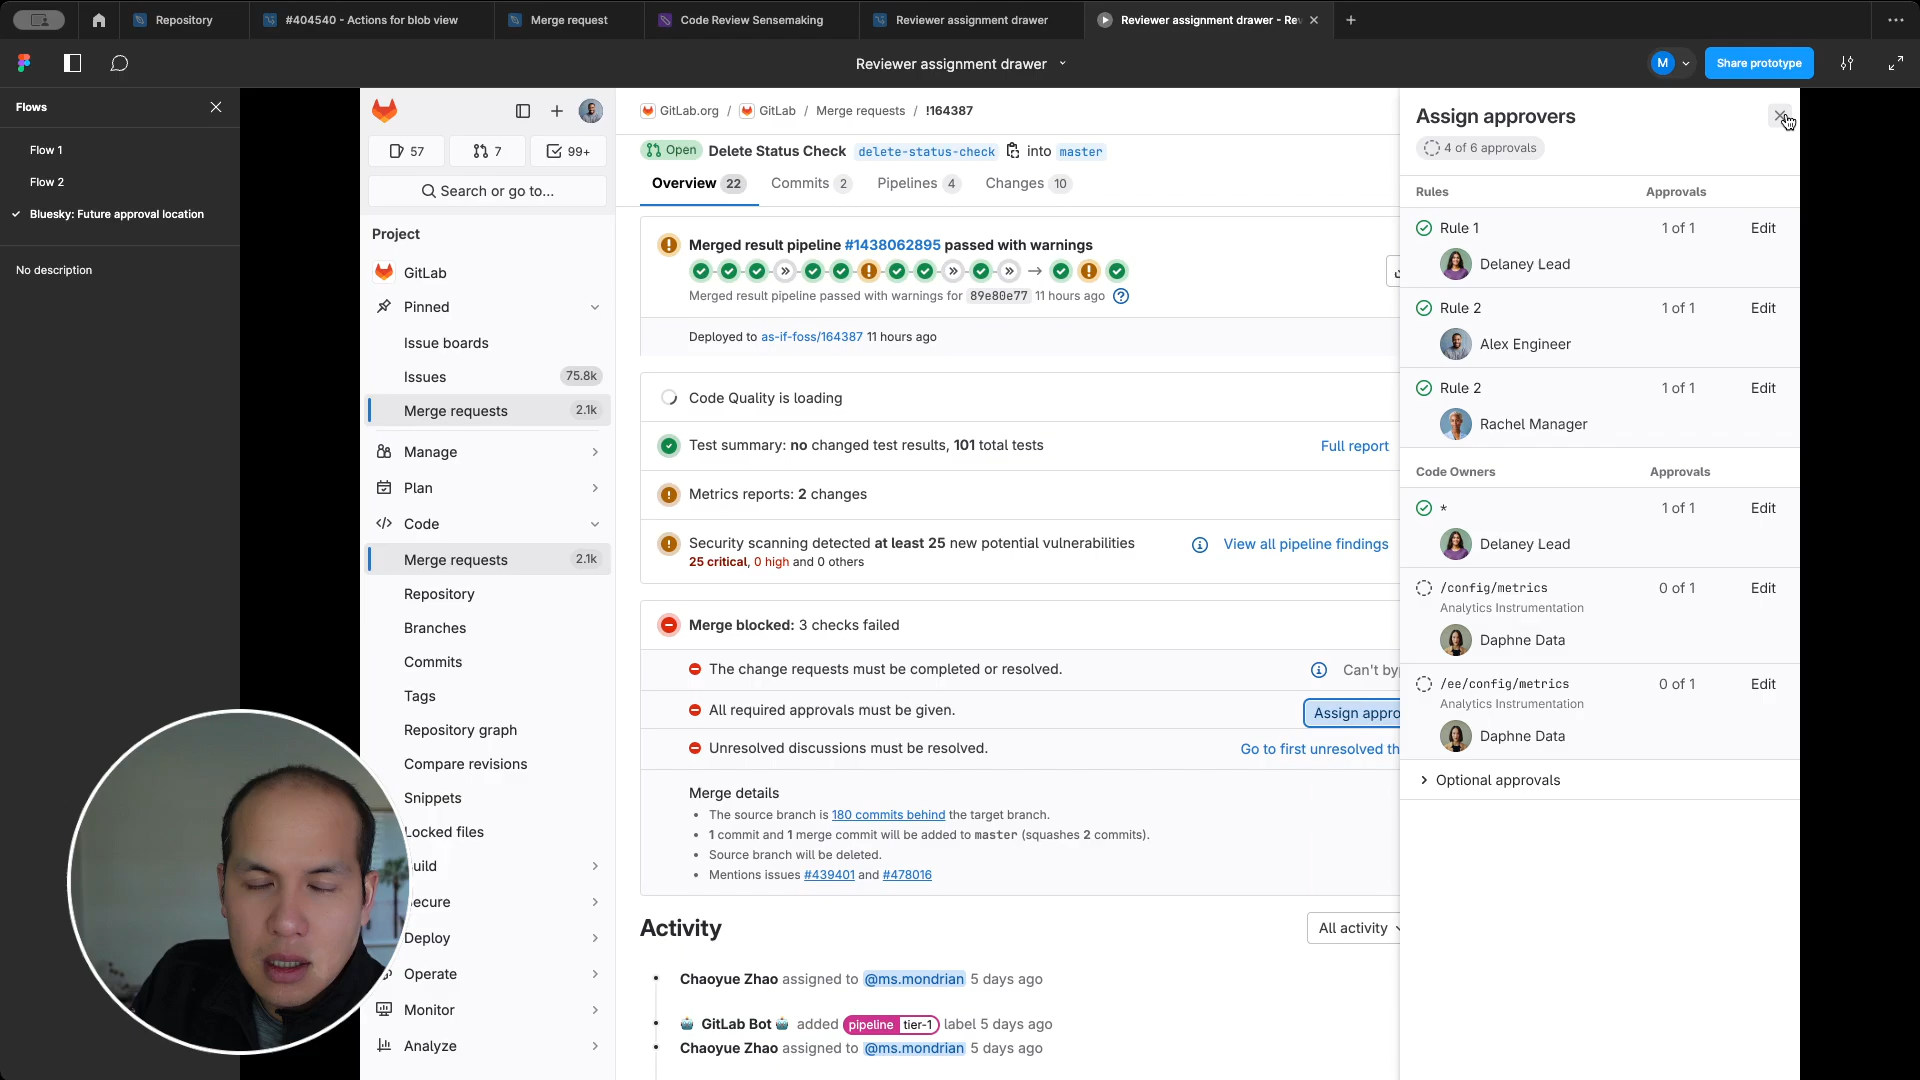 Repository
#404540 - Actions for blob view
Merge request
Code Review Sensemaking
Reviewer assignment drawer
Reviewer assignment drawer - Re
Reviewer assignment drawer
M
Share prototype
Flows
Flow 1
Flow 2
Bluesky: Future approval location
No description
57
7
99+
Search or go to...
Project
GitLab
Pinned
Issue boards
Issues 75.8k
Merge requests 2.1k
Manage
Plan
Code
Merge requests 2.1k
Repository
Branches
Commits
Tags
Repository graph
Compare revisions
Snippets
Locked files
uild
ecure
Deploy
Operate
Monitor
Analyze
GitLab.org / GitLab / Merge requests / !164387
Open Delete Status Check delete-status-check into master
Overview 22 Commits 2 Pipelines 4 Changes 10
Merged result pipeline #1438062895 passed with warnings
Merged result pipeline passed with warnings for 89e80e77 11 hours ago
Deployed to as-if-foss/164387 11 hours ago
Code Quality is loading
Test summary: no changed test results, 101 total tests Full report
Metrics reports: 2 changes
Security scanning detected at least 25 new potential vulnerabilities View all pipeline findings
25 critical, 0 high and 0 others
Merge blocked: 3 checks failed
The change requests must be completed or resolved. Can't by
All required approvals must be given. Assign appro
Unresolved discussions must be resolved. Go to first unresolved th
Merge details
• The source branch is 180 commits behind the target branch.
• 1 commit and 1 merge commit will be added to master (squashes 2 commits).
• Source branch will be deleted.
• Mentions issues #439401 and #478016
Activity
All activity
Chaoyue Zhao assigned to @ms.mondrian 5 days ago
GitLab Bot added pipeline tier-1 label 5 days ago
Chaoyue Zhao assigned to @ms.mondrian 5 days ago
Assign approvers
4 of 6 approvals
Rules Approvals
Rule 1 1 of 1 Edit
Delaney Lead
Rule 2 1 of 1 Edit
Alex Engineer
Rule 2 1 of 1 Edit
Rachel Manager
Code Owners Approvals
* 1 of 1 Edit
Delaney Lead
/config/metrics 0 of 1 Edit
Analytics Instrumentation
Daphne Data
/ee/config/metrics 0 of 1 Edit
Analytics Instrumentation
Daphne Data
Optional approvals